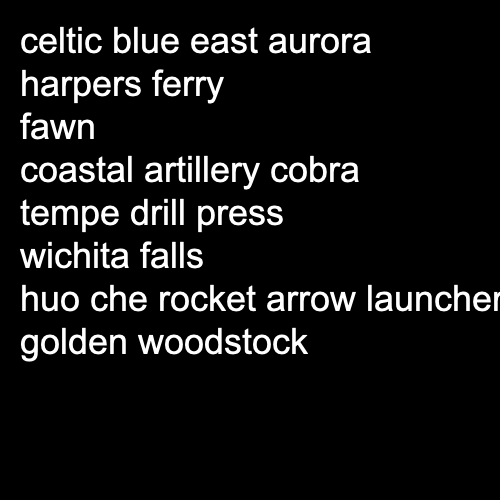 celtic blue east aurora
harpers ferry
fawn
coastal artillery cobra
tempe drill press
wichita falls
huo che rocket arrow launcher
golden woodstock